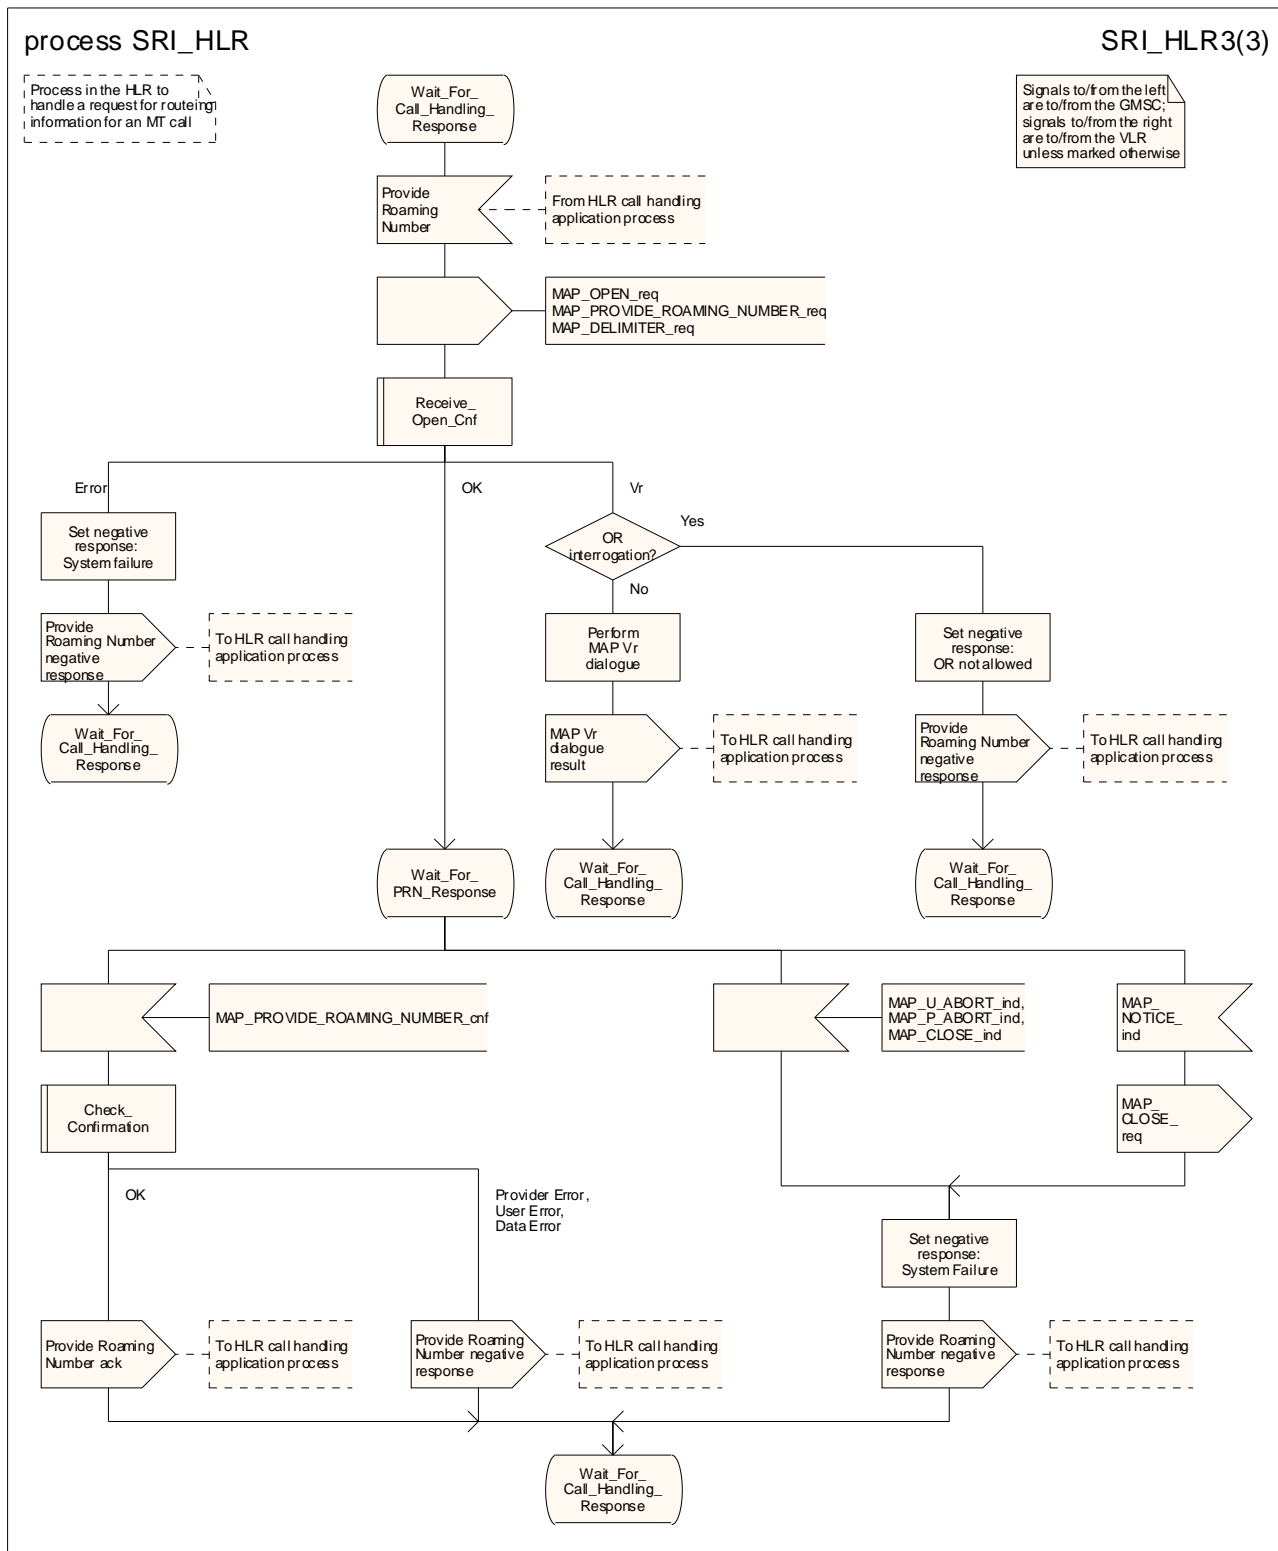 process SRI_HLR
SRI_HLR3(3)
Process in the HLR to
handle a request for routeing
information for an MT call
Wait_For_
Call_Handling_
Response
Signals to/from the left
are to/from the GMSC;
signals to/from the right
are to/from the VLR
unless marked otherwise
Provide
Roaming
Number
From HLR call handling
application process
MAP_OPEN_req
MAP_PROVIDE_ROAMING_NUMBER_req
MAP_DELIMITER_req
Receive_
Open_Cnf
Error
OK
Vr
Set negative
response:
System failure
OR
interrogation?
Yes
No
Provide
Roaming Number
negative
response
To HLR call handling
application process
Perform
MAP Vr
dialogue
Set negative
response:
OR not allowed
Wait_For_
Call_Handling_
Response
MAP Vr
dialogue
result
To HLR call handling
application process
Provide
Roaming Number
negative
response
To HLR call handling
application process
Wait_For_
PRN_Response
Wait_For_
Call_Handling_
Response
Wait_For_
Call_Handling_
Response
MAP_PROVIDE_ROAMING_NUMBER_cnf
MAP_U_ABORT_ind,
MAP_P_ABORT_ind,
MAP_CLOSE_ind
MAP_
NOTICE_
ind
Check_
Confirmation
MAP_
CLOSE_
req
OK
Provider Error,
User Error,
Data Error
Set negative
response:
System Failure
Provide Roaming
Number ack
To HLR call handling
application process
Provide Roaming
Number negative
response
To HLR call handling
application process
Provide Roaming
Number negative
response
To HLR call handling
application process
Wait_For_
Call_Handling_
Response